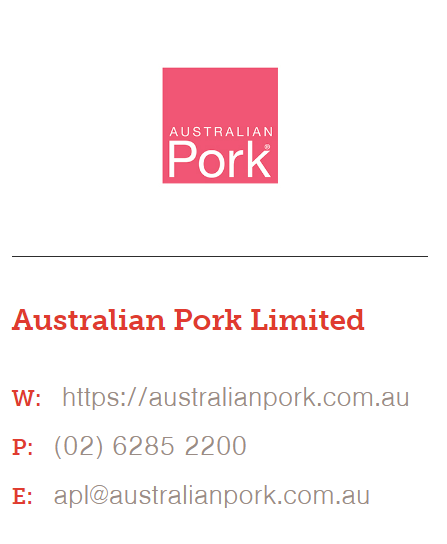 AUSTRALIAN
Pork®
Australian Pork Limited
W: https://australianpork.com.au
P: (02) 6285 2200
E: apl@australianpork.com.au